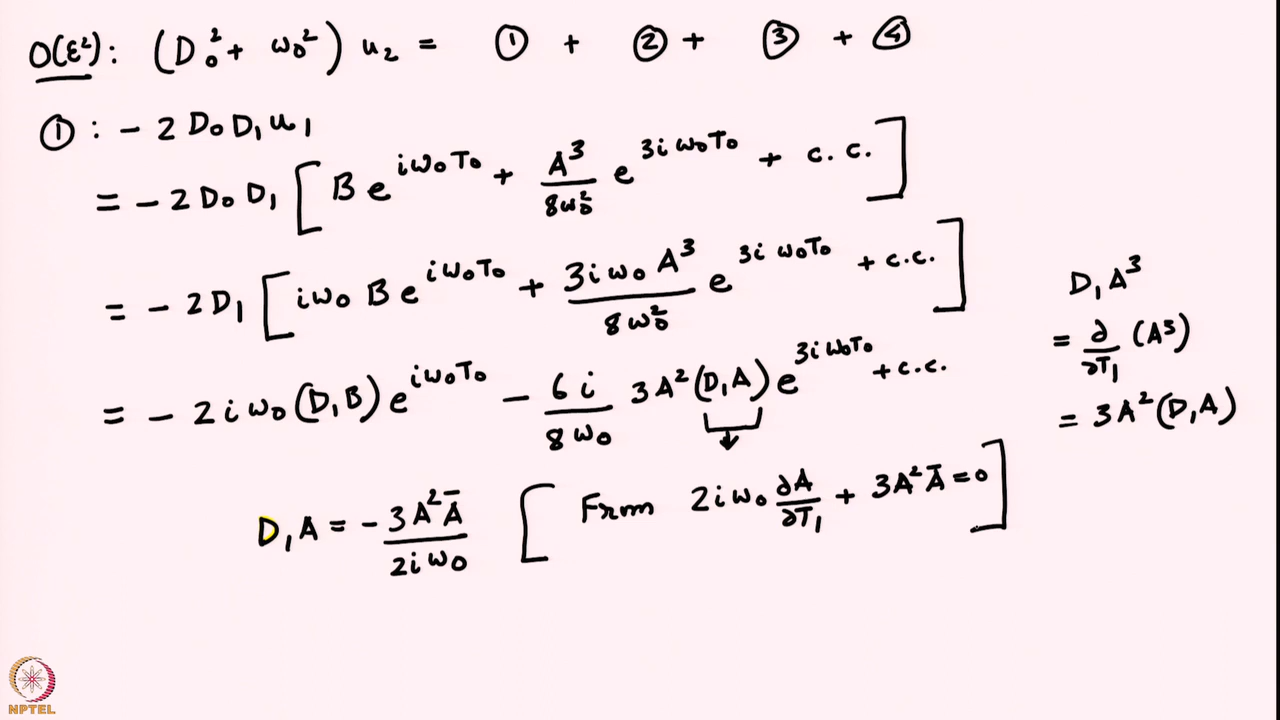 O(ε²): (D₀² + ω₀²) u₂ = ① + ② + ③ + ④
① : - 2 D₀ D₁ u₁
= - 2 D₀ D₁ [ B e^{iω₀T₀} + A³/8ω₀² e^{3iω₀T₀} + c.c. ]
= - 2 D₁ [ iω₀ B e^{iω₀T₀} + 3iω₀ A³/8ω₀² e^{3iω₀T₀} + c.c. ]
= - 2iω₀ (D₁B) e^{iω₀T₀} - 6i/8ω₀ 3A² (D₁A) e^{3iω₀T₀} + c.c.
D₁A³
= ∂/∂T₁ (A³)
= 3A² (D₁A)
D₁A = - 3A²Ā/2iω₀ [ From 2iω₀ ∂A/∂T₁ + 3A²Ā = 0 ]
NPTEL